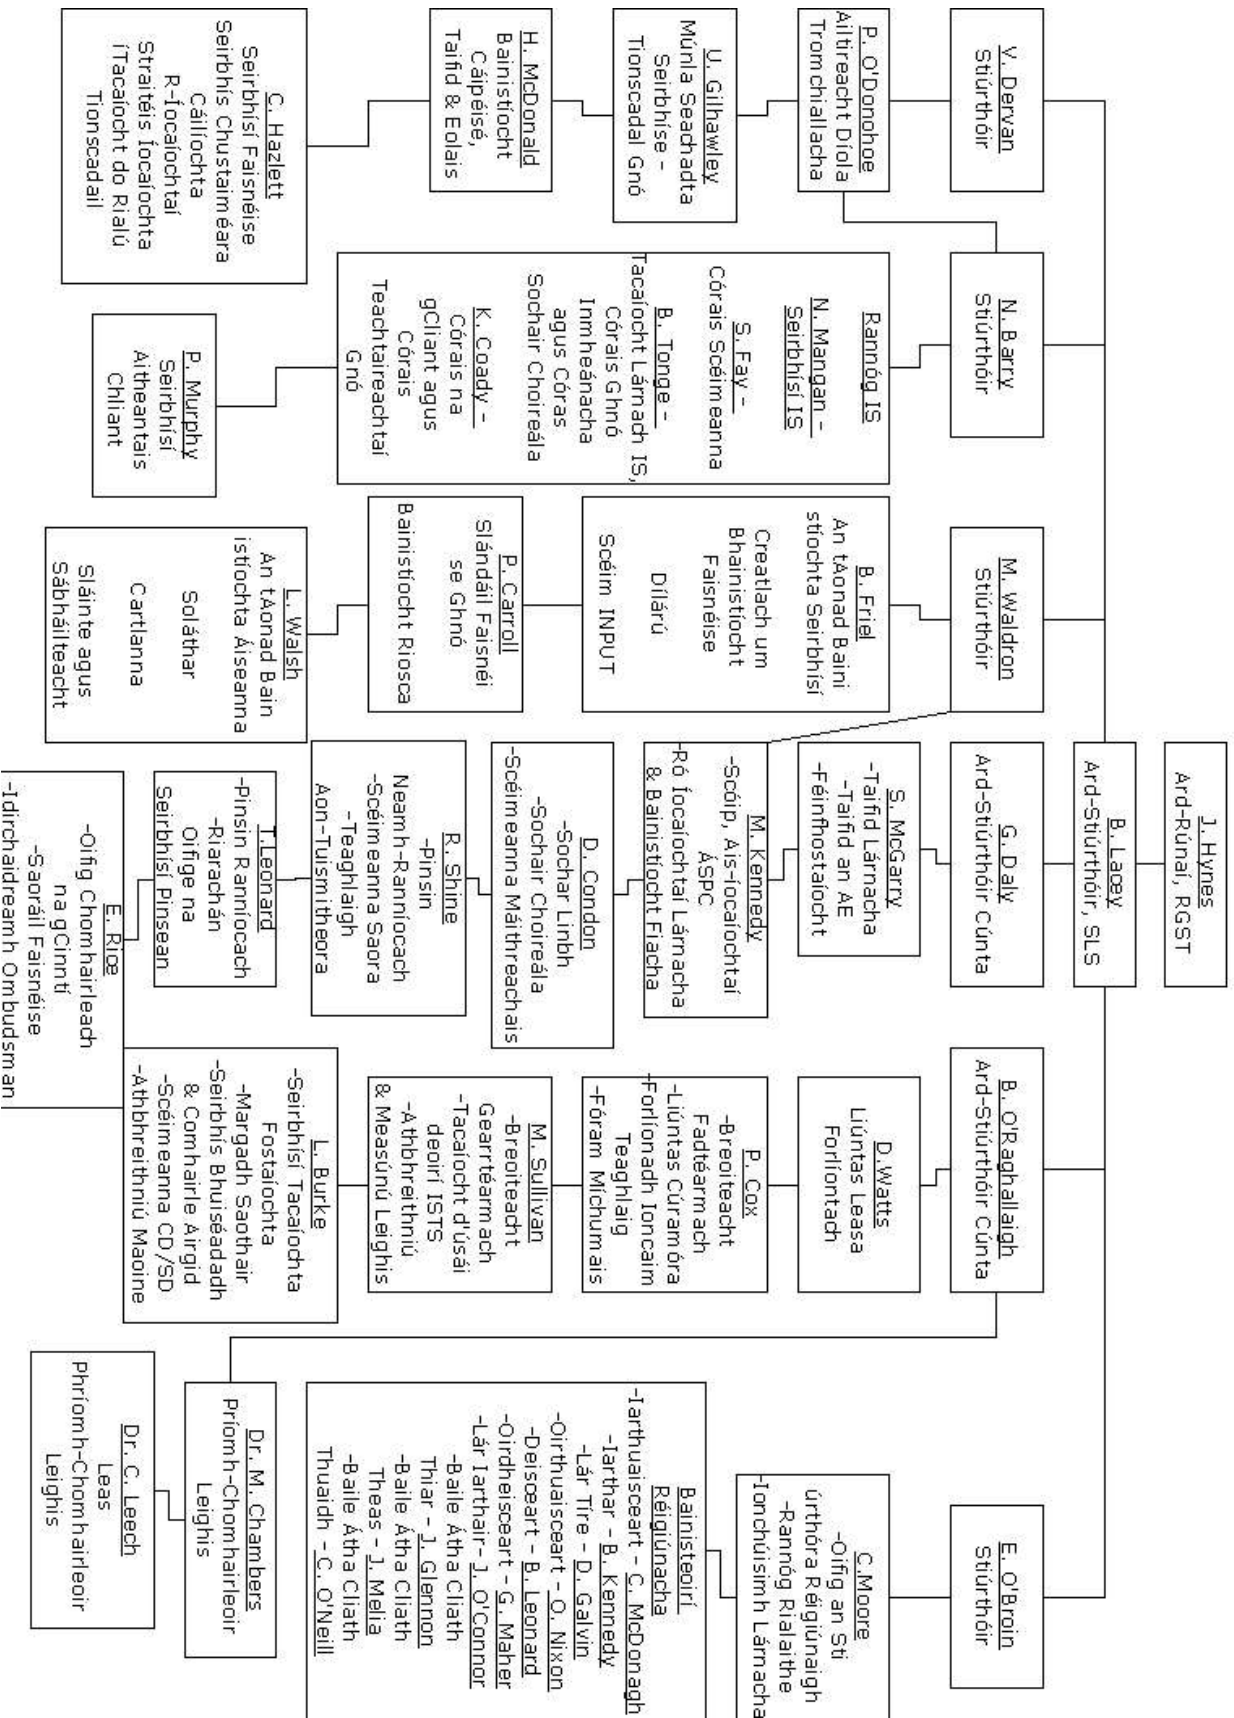 J. Hynes
Ard-Rúnaí, RGST
B. Lacey
Ard-Stiúrthóir, SLS
V. Dervan
Stiúrthóir
P. O'Donohoe
Ailtireacht Díola
Tromchiallacha
U. Gilhawley
Múnla Seachadta
Seirbhíse -
Tionscadal Gnó
H. McDonald
Bainistíocht
Cáipéisé,
Taifid & Eolais
C. Hazlett
Seirbhísí Faisnéise
Seirbhís Chustaiméara
Cáilíochta
R-Íocaíochtaí
Straitéis Íocaíochta
íTacaíocht do Rialú
Tionscadail
N. Barry
Stiúrthóir
Rannóg IS
N. Mangan -
Seirbhísí IS
S. Fay -
Córais Scéimeanna
B. Tonge -
Tacaíocht Lárnach IS,
Córais Ghnó
Inmheánacha
agus Córas
Sochair Choireála
K. Coady -
Córais na
gCliant agus
Córais
Teachtaireachtaí
Gnó
P. Murphy
Seirbhísí
Aitheantais
Chliant
M. Waldron
Stiúrthóir
B. Friel
An tAonad Baini
stíochta Seirbhísí
Creatlach um
Bhainistíocht
Faisnéise
Dílárú
Scéim INPUT
P. Carroll
Slándáil Faisnéi
se Ghnó
Bainistíocht Riosca
L. Walsh
An tAonad Bain
istíochta Áiseanna
Soláthar
Cartlanna
Sláinte agus
Sábháilteacht
G. Daly
Ard-Stiúrthóir Cúnta
S. McGarry
-Taifid Lárnacha
-Taifid an AE
-Féinfhostaíocht
M. Kennedy
-Scóip, Ais-íocaíochtaí
ÁSPC
-Ró Íocaíochtaí Lárnacha
& Bainistíocht Fiacha
D. Condon
-Sochar Linbh
-Sochair Choireála
-Scéimeanna Máithreachais
R. Shine
-Pinsin
Neamh-Ranníocach
-Scéimeanna Saora
-Teaghlaigh
Aon-Tuismitheora
T.Leonard
-Pinsin Ranníocach
-Riarachán
Oifige na
Seirbhísí Pinsean
E. Rice
-Oifig Chomhairleach
na gCinntí
-Saoráil Faisnéise
-Idirchaidreamh Ombudsman
B. O'Raghallaigh
Ard-Stiúrthóir Cúnta
D.Watts
Liúntas Leasa
Forlíontach
P. Cox
-Breoiteacht
Fadtéarmach
-Liúntas Cúramóra
-Forlíonadh Ioncaim
Teaghlaig
-Fóram Míchumais
M. Sullivan
-Breoiteacht
Gearrtéarmach
-Tacaíocht d'úsái
deoirí ISTS
-Athbhreithniú
& Measúnú Leighis
L. Burke
-Seirbhísí Tacaíochta
Fostaíochta
-Margadh Saothair
-Seirbhís Bhuiséadadh
& Comhairle Airgid
-Scéimeanna CD/SD
-Athbhreithniú Maoine
Dr. M. Chambers
Príomh-Chomhairleoir
Leighis
Dr. C. Leech
Leas
Phríomh-Chomhairleoir
Leighis
E. O'Broin
Stiúrthóir
C.Moore
-Oifig an Sti
úrthóra Réigiúnaigh
-Rannóg Rialaithe
-Ionchúisimh Lárnacha
Bainisteoirí
Réigiúnacha
-Iarthuaisceart - C. McDonagh
-Iarthar - B. Kennedy
-Lár Tíre - D. Galvin
-Oirthuaisceart -O. Nixon
-Deisceart - B. Leonard
-Oirdheisceart - G. Maher
-Lár Iarthair- J. O'Connor
-Baile Átha Cliath
Thiar - J. Glennon
-Baile Átha Cliath
Theas - J. Melia
-Baile Átha Cliath
Thuaidh - C. O'Neill